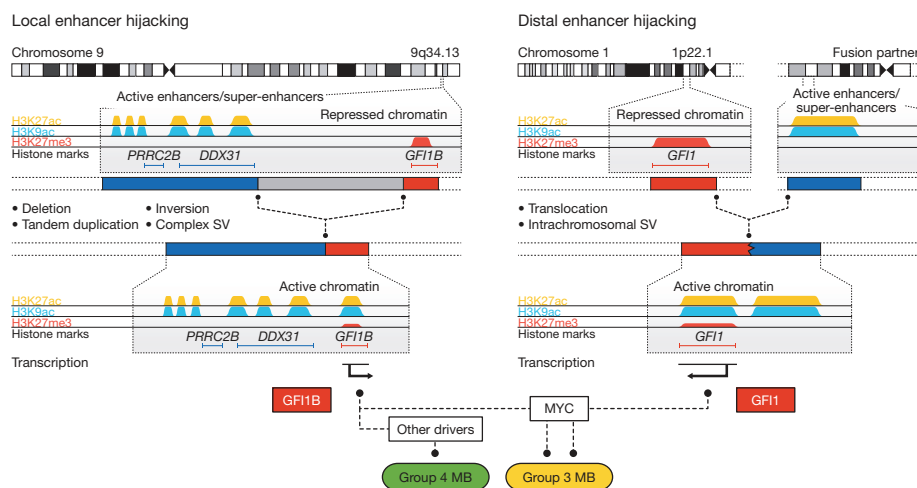 Local enhancer hijacking
Chromosome 9
9q34.13
Active enhancers/super-enhancers
Repressed chromatin
H3K27ac
H3K9ac
H3K27me3
Histone marks
PRRC2B
DDX31
GFI1B
• Deletion
• Inversion
• Tandem duplication
• Complex SV
Active chromatin
H3K27ac
H3K9ac
H3K27me3
Histone marks
PRRC2B
DDX31
GFI1B
Transcription
GFI1B
Distal enhancer hijacking
Chromosome 1
1p22.1
Fusion partner
Repressed chromatin
Active enhancers/
super-enhancers
H3K27ac
H3K9ac
H3K27me3
Histone marks
GFI1
• Translocation
• Intrachromosomal SV
Active chromatin
H3K27ac
H3K9ac
H3K27me3
Histone marks
GFI1
Transcription
GFI1
MYC
Other drivers
Group 4 MB
Group 3 MB